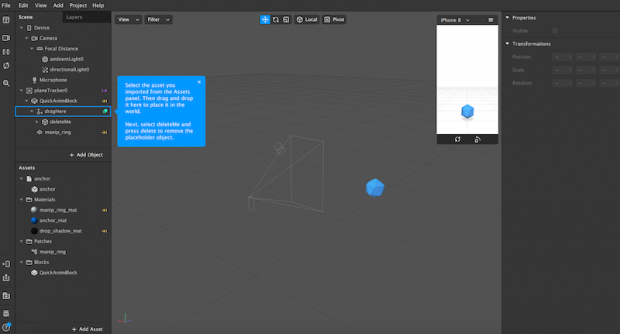 File Edit View Add Project Help
Scene
Layers
Device
Camera
Focal Distance
ambientLight0
directionalLight0
Microphone
planeTracker0
QuickAnimBlock
dragHere
deleteMe
manip_ring
+ Add Object
Assets
anchor
anchor
Materials
manip_ring_mat
anchor_mat
drop_shadow_mat
Patches
manip_ring
Blocks
QuickAnimBlock
+ Add Asset
View
Filter
Local
Pivot
Select the asset you
imported from the Assets
panel. Then drag and drop
it here to place it in the
world.
Next, select deleteMe and
press delete to remove the
placeholder object.
iPhone 8
Properties
Visible
Transformations
Position
Scale
Rotation